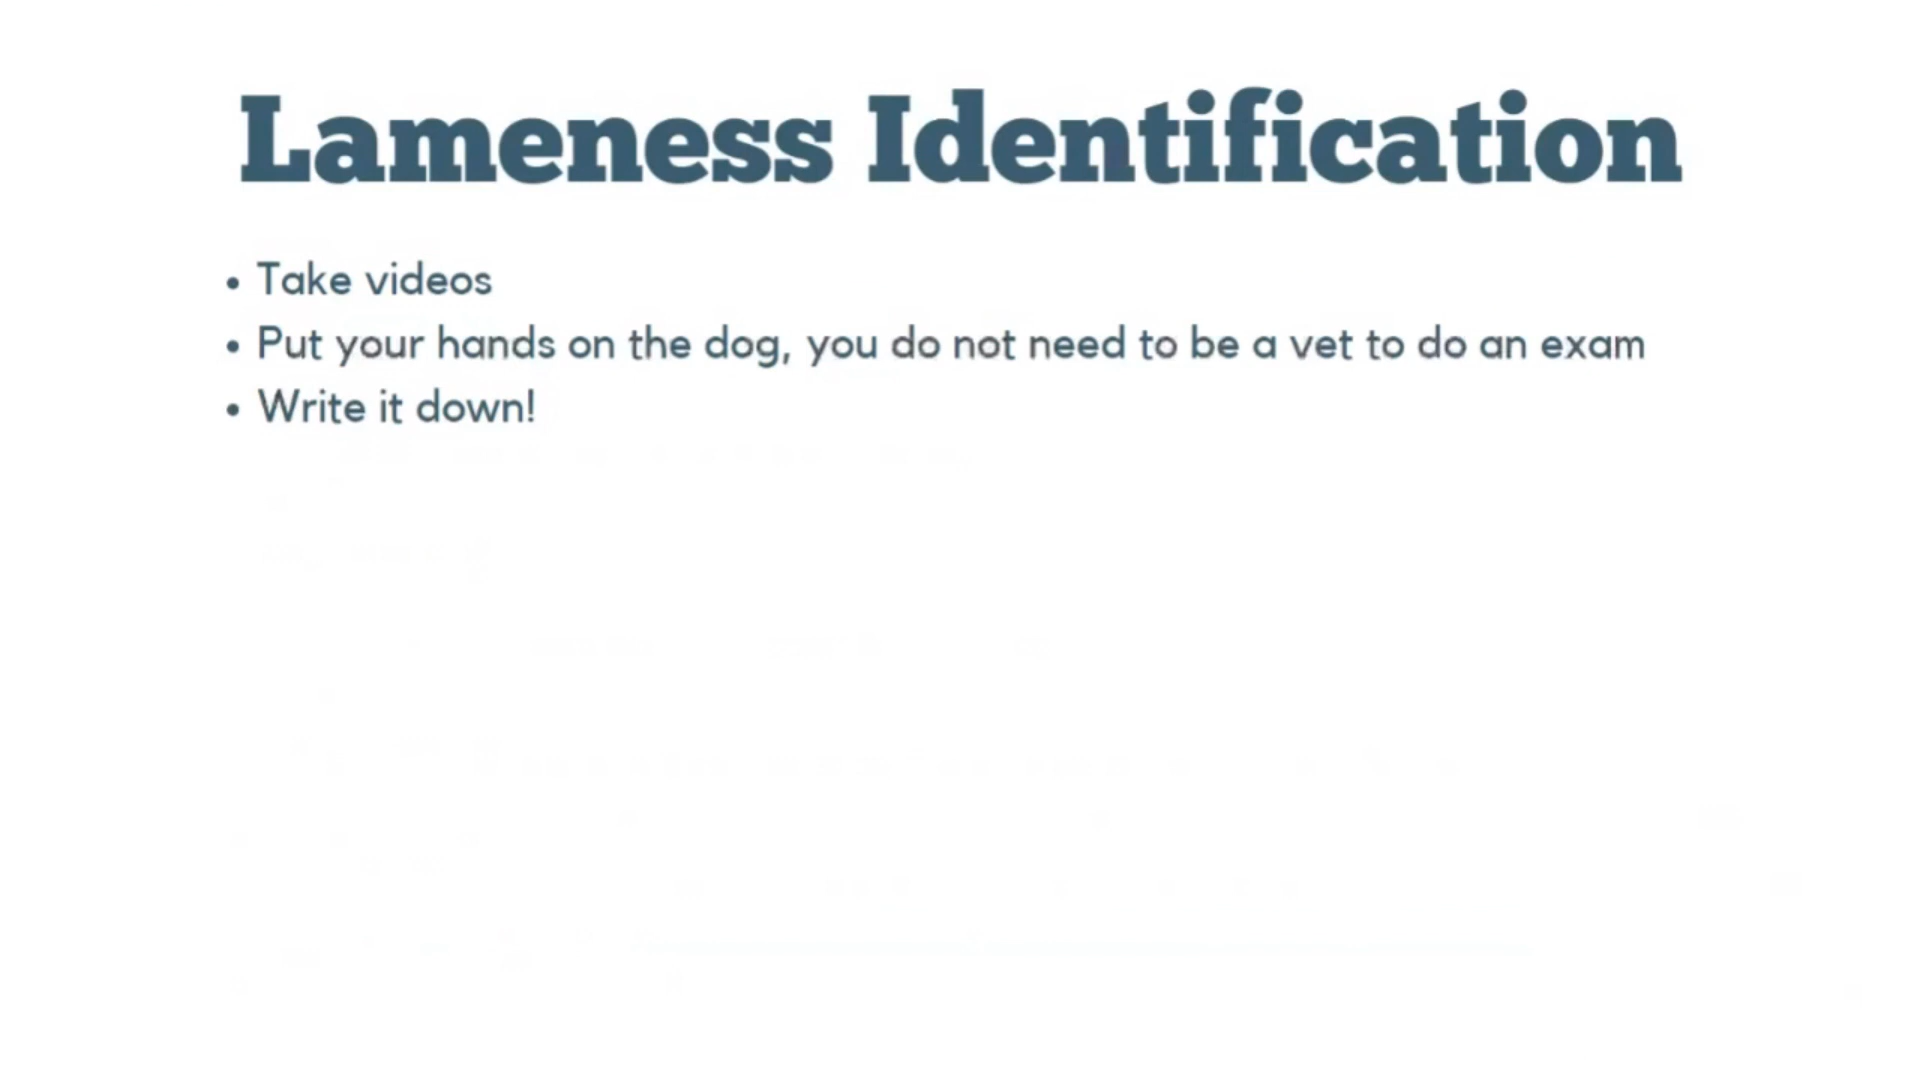 Lameness Identification
• Take videos
• Put your hands on the dog, you do not need to be a vet to do an exam
• Write it down!